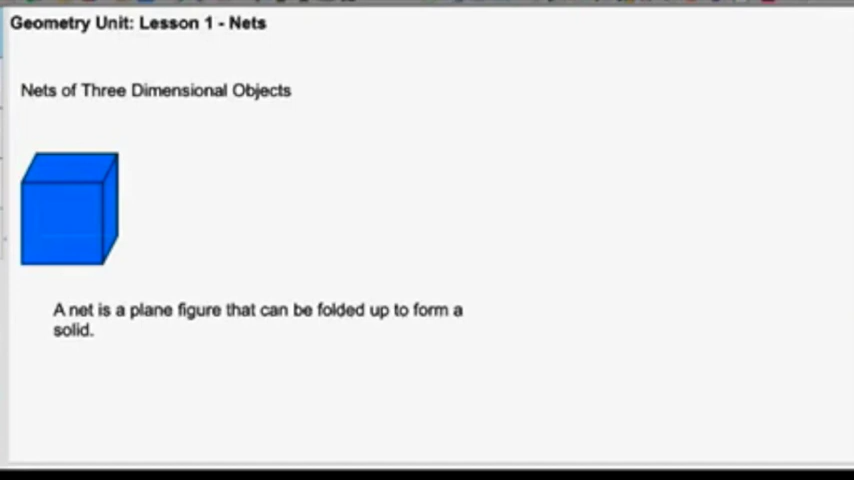 Geometry Unit: Lesson 1 - Nets
Nets of Three Dimensional Objects
A net is a plane figure that can be folded up to form a
solid.